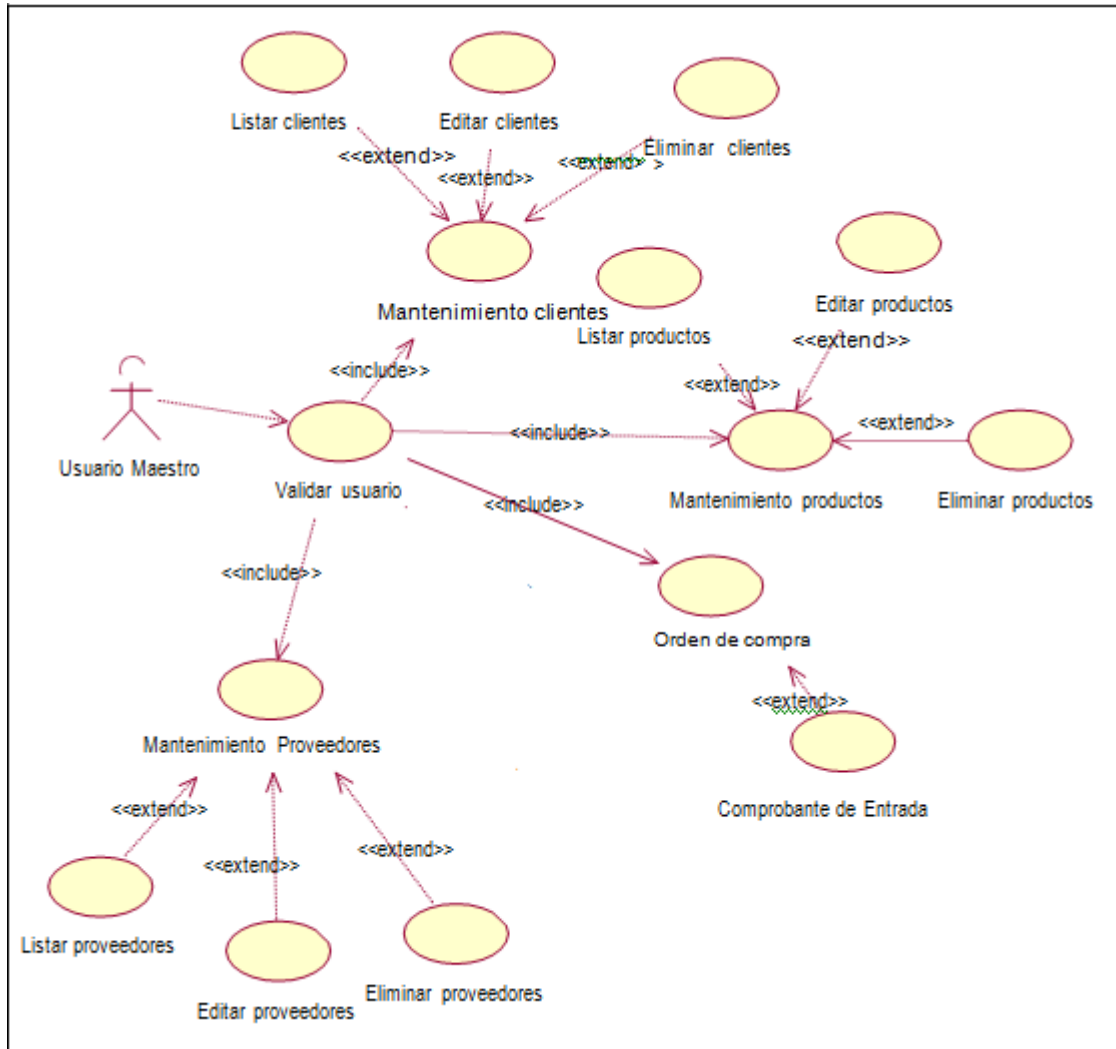 Listar clientes
Editar clientes
Eliminar clientes
<<extend>>
<<extend>>
<<extend> >
Mantenimiento clientes
Listar productos
Editar productos
<<extend>>
<<extend>>
<<extend>>
<<include>>
<<include>>
Usuario Maestro
Validar usuario
Mantenimiento productos
Eliminar productos
<<include>>
<<include>>
Orden de compra
<<extend>>
Mantenimiento Proveedores
Comprobante de Entrada
<<extend>>
<<extend>>
<<extend>>
Listar proveedores
Editar proveedores
Eliminar proveedores